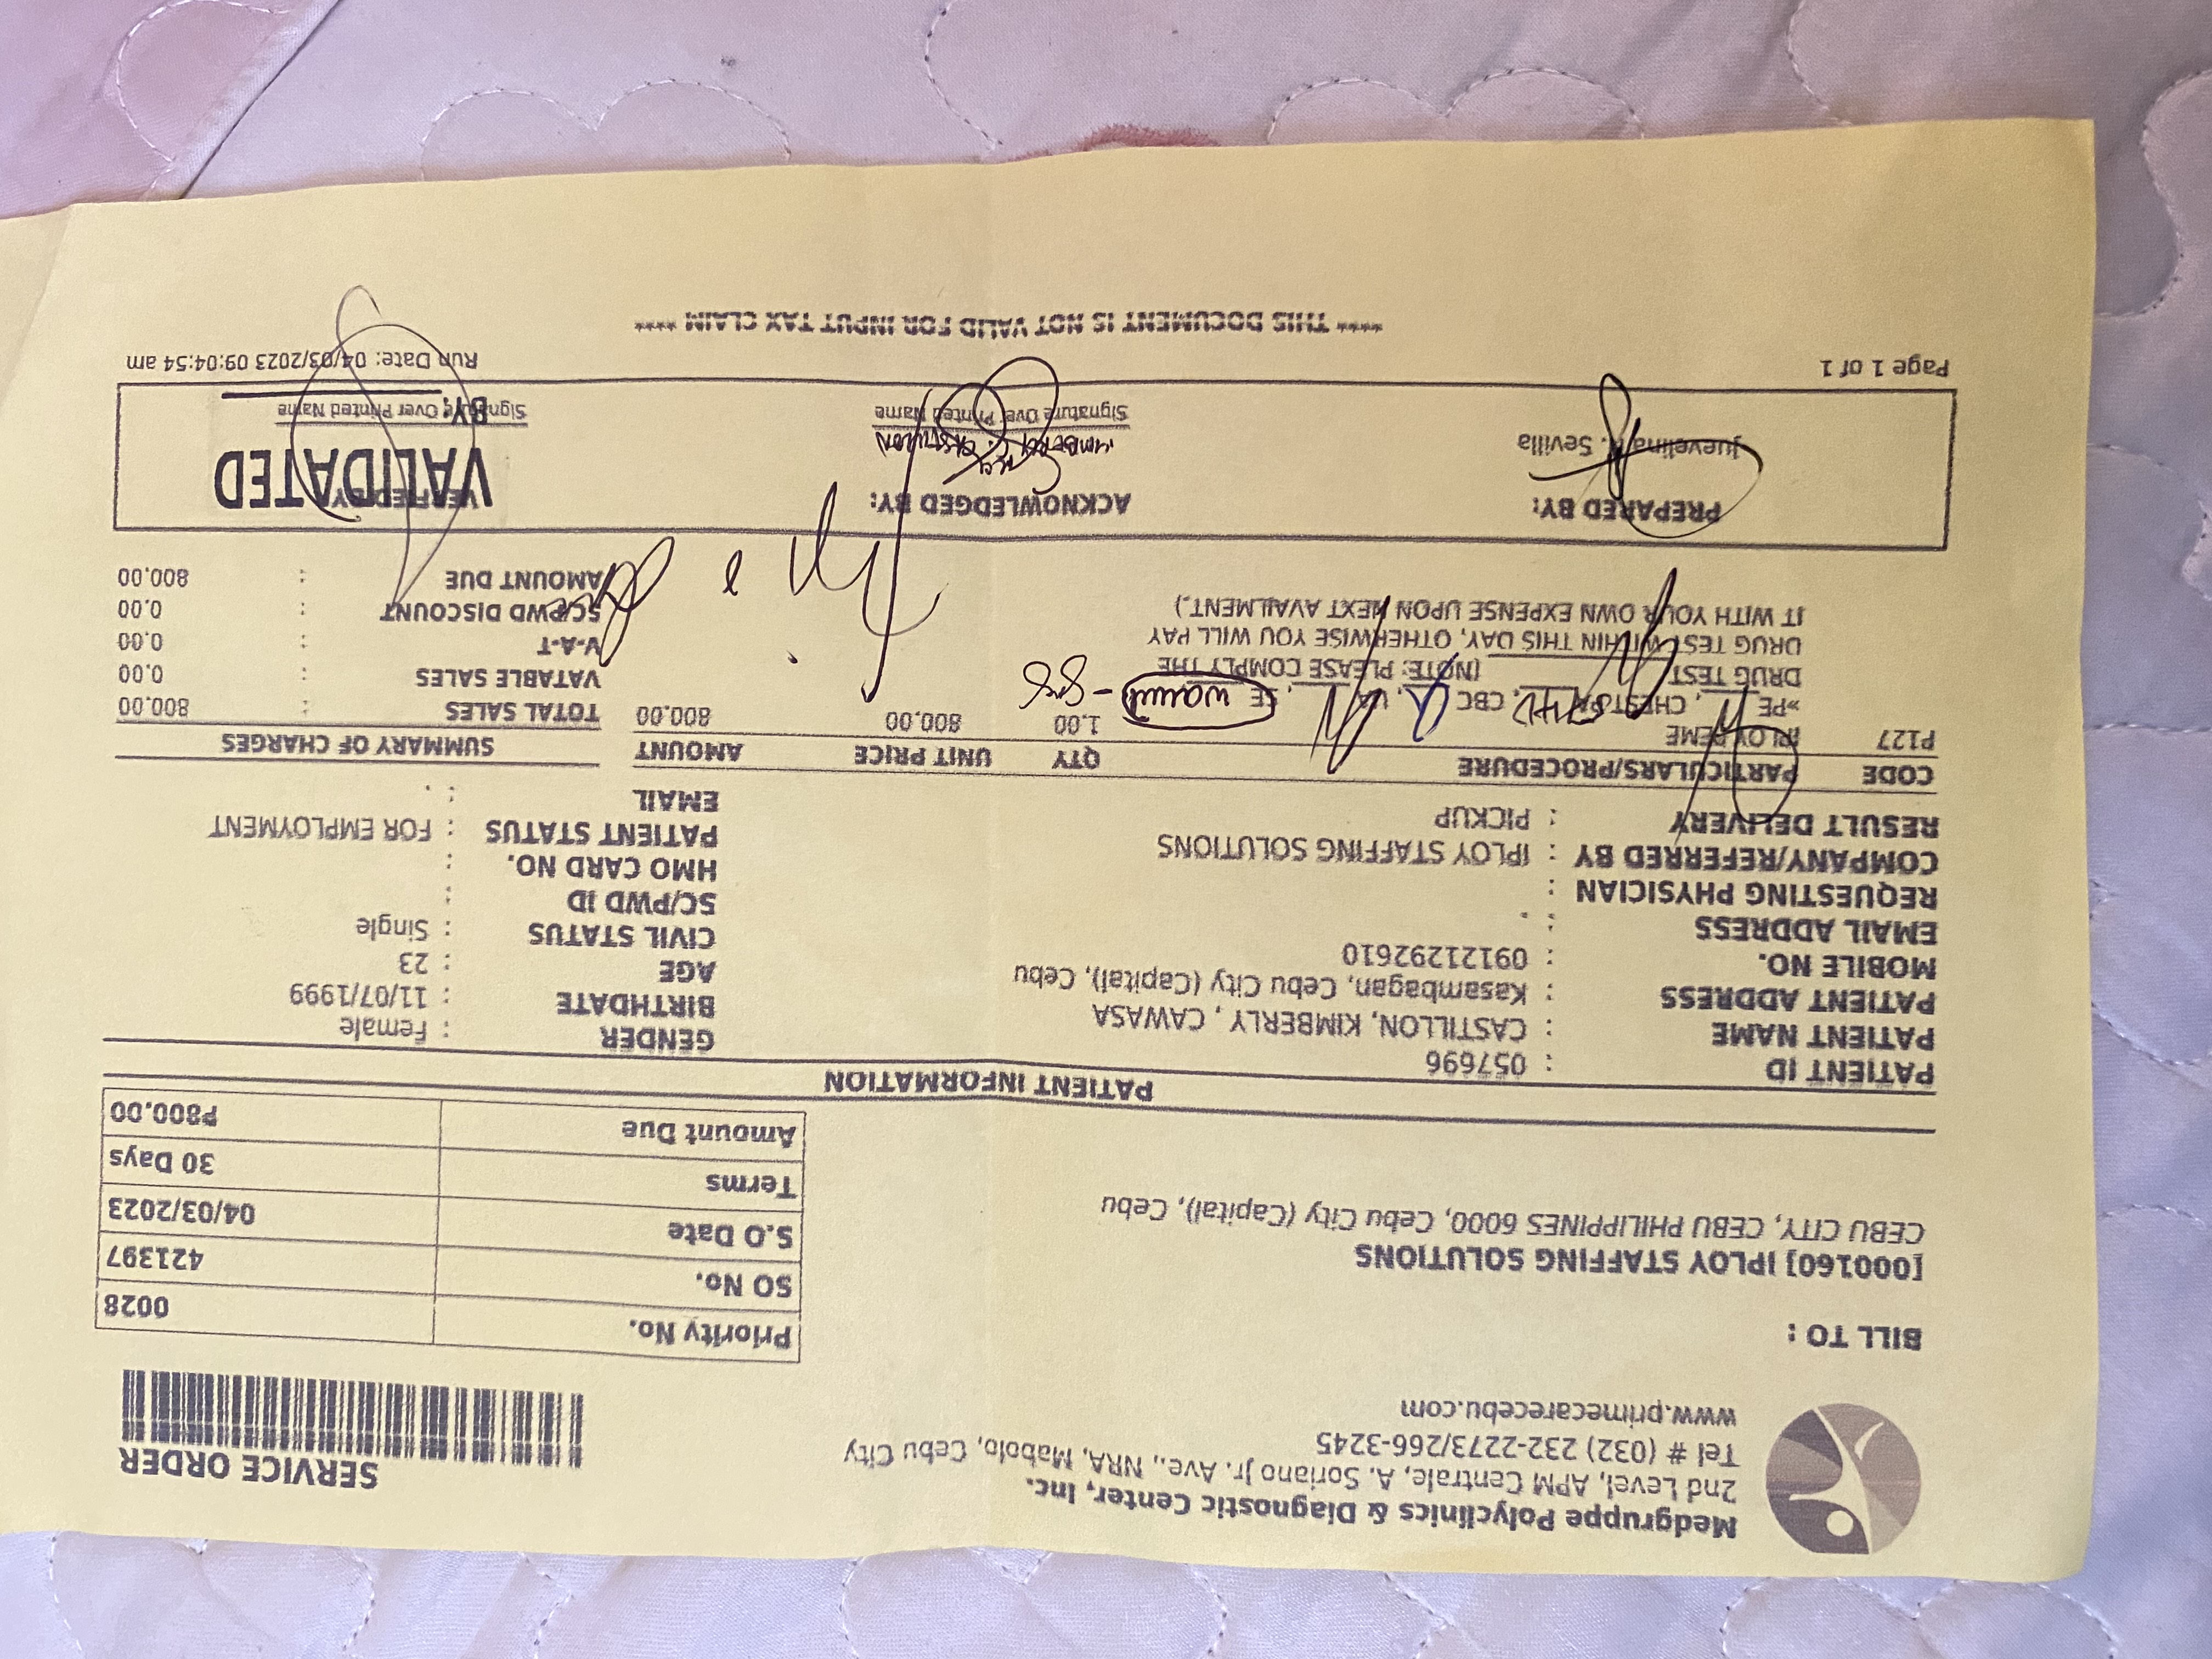 Medgruppe Polyclinics & Diagnostic Center, Inc.
2nd Level, APM Centrale, A. Soriano Jr. Ave., NRA, Mabolo, Cebu City
Tel # (032) 232-2273/266-3245
www.primecarecebu.com
SERVICE ORDER
BILL TO :
[000160] IPLOY STAFFING SOLUTIONS
CEBU CITY, CEBU PHILIPPINES 6000, Cebu City (Capital), Cebu
Priority No. 0028
SO No. 421397
S.O Date 04/03/2023
Terms 30 Days
Amount Due ₱800.00
PATIENT INFORMATION
PATIENT ID : 057696
PATIENT NAME : CASTILLON, KIMBERLY , CAWASA
PATIENT ADDRESS : Kasambagan, Cebu City (Capital), Cebu
MOBILE NO. : 09121292610
EMAIL ADDRESS : .
REQUESTING PHYSICIAN :
COMPANY/REFERRED BY : IPLOY STAFFING SOLUTIONS
RESULT DELIVERY : PICKUP
GENDER : Female
BIRTHDATE : 11/07/1999
AGE : 23
CIVIL STATUS : Single
SC/PWD ID :
HMO CARD NO. :
PATIENT STATUS : FOR EMPLOYMENT
EMAIL : .
CODE PARTICULARS/PROCEDURE QTY UNIT PRICE AMOUNT
P127 IPLOY PEME 1.00 800.00 800.00
»PE , CHEST , CBC , UA , SE
DRUG TEST (NOTE: PLEASE COMPLY THE
DRUG TEST WITHIN THIS DAY, OTHERWISE YOU WILL PAY
IT WITH YOUR OWN EXPENSE UPON NEXT AVAILMENT.)
SUMMARY OF CHARGES
TOTAL SALES : 800.00
VATABLE SALES : 0.00
V-A-T : 0.00
SC/PWD DISCOUNT : 0.00
AMOUNT DUE : 800.00
PREPARED BY:
Juevelina R. Sevilla
ACKNOWLEDGED BY:
KIMBERLY C. CASTILLON
Signature Over Printed Name
VERIFIED BY
VALIDATED
BY:
Signature Over Printed Name
Page 1 of 1
Run Date: 04/03/2023 09:04:54 am
**** THIS DOCUMENT IS NOT VALID FOR INPUT TAX CLAIM ****